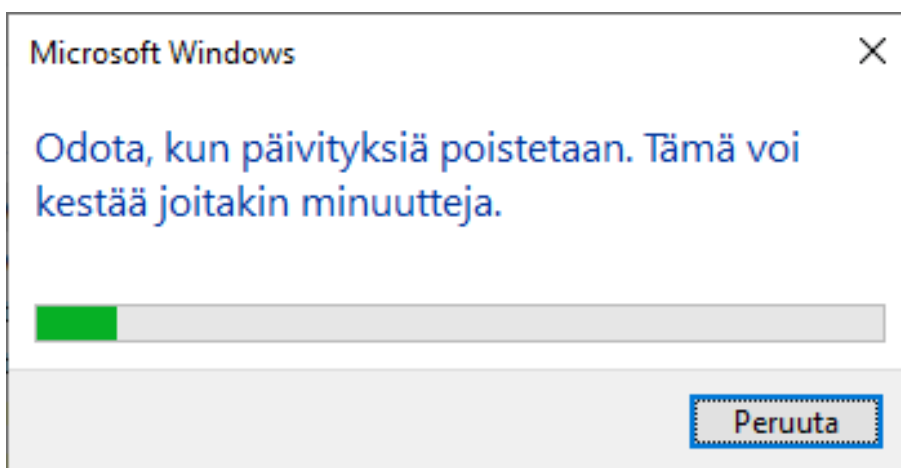 Microsoft Windows
Odota, kun päivityksiä poistetaan. Tämä voi
kestää joitakin minuutteja.
Peruuta